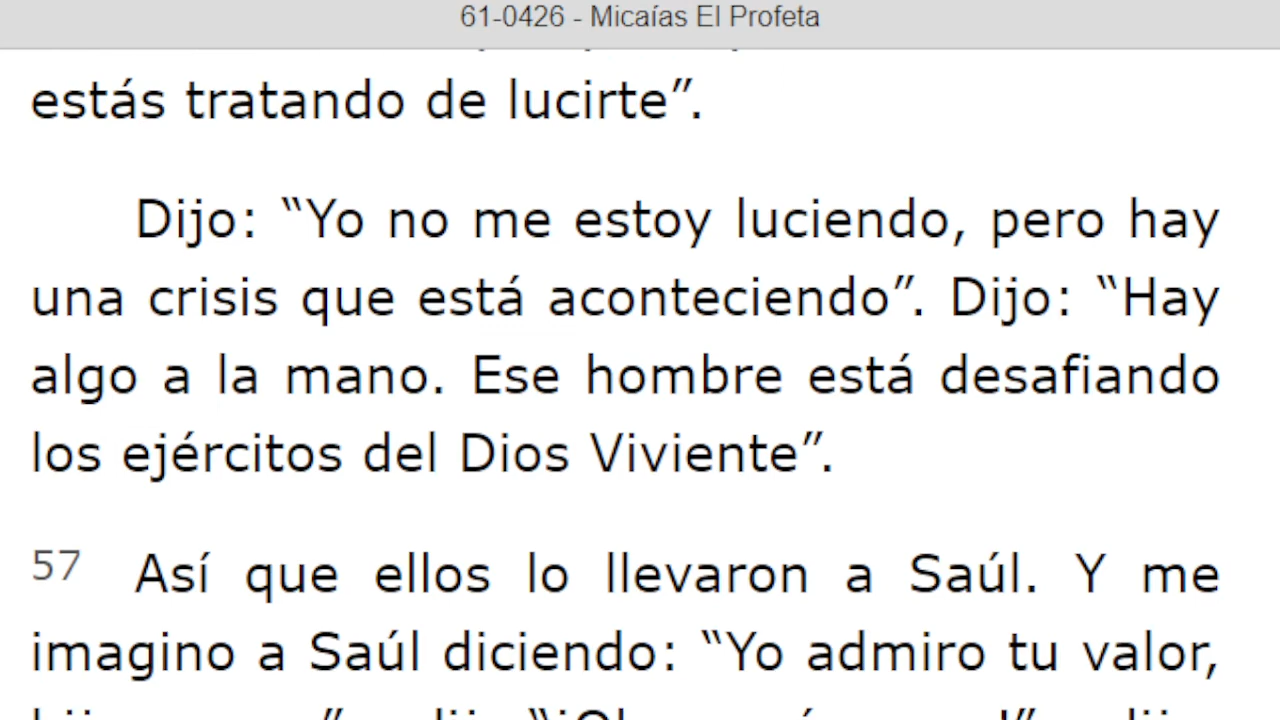 61-0426 - Micaías El Profeta
estás tratando de lucirte”.
Dijo: “Yo no me estoy luciendo, pero hay
una crisis que está aconteciendo”. Dijo: “Hay
algo a la mano. Ese hombre está desafiando
los ejércitos del Dios Viviente”.
57 Así que ellos lo llevaron a Saúl. Y me
imagino a Saúl diciendo: “Yo admiro tu valor,